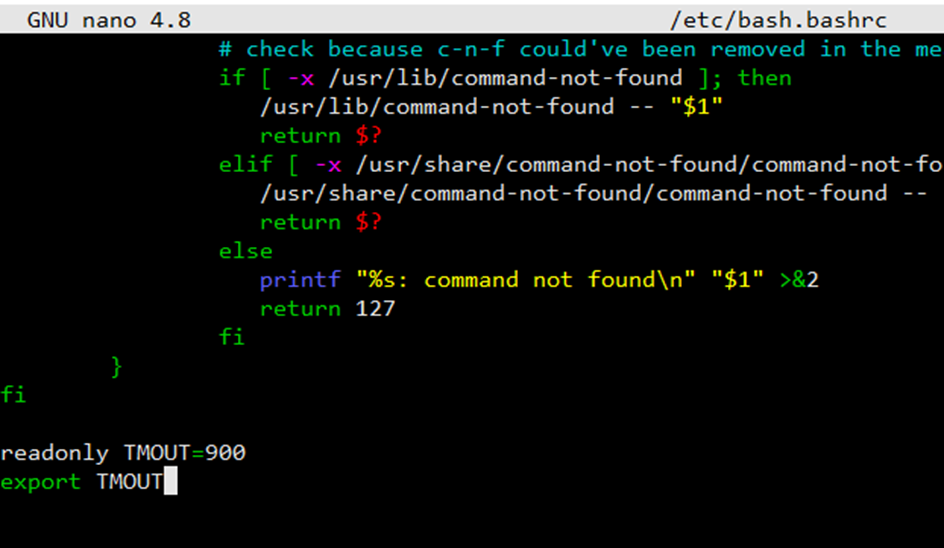 GNU nano 4.8 /etc/bash.bashrc
# check because c-n-f could've been removed in the me
if [ -x /usr/lib/command-not-found ]; then
/usr/lib/command-not-found -- "$1"
return $?
elif [ -x /usr/share/command-not-found/command-not-fo
/usr/share/command-not-found/command-not-found --
return $?
else
printf "%s: command not found\n" "$1" >&2
return 127
fi
}
fi
readonly TMOUT=900
export TMOUT